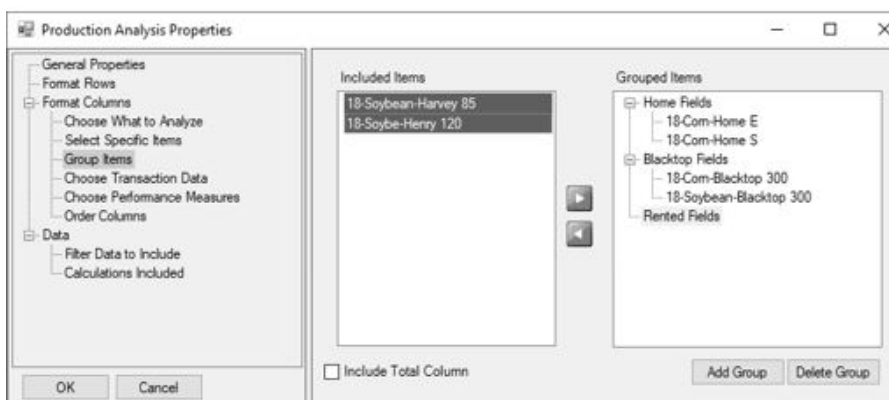 Production Analysis Properties
General Properties
Format Rows
Format Columns
Choose What to Analyze
Select Specific Items
Group Items
Choose Transaction Data
Choose Performance Measures
Order Columns
Data
Filter Data to Include
Calculations Included
OK
Cancel
Included Items
18-Soybean-Harvey 85
18-Soybe-Henry 120
Include Total Column
Grouped Items
Home Fields
18-Corn-Home E
18-Corn-Home S
Blacktop Fields
18-Corn-Blacktop 300
18-Soybean-Blacktop 300
Rented Fields
Add Group
Delete Group